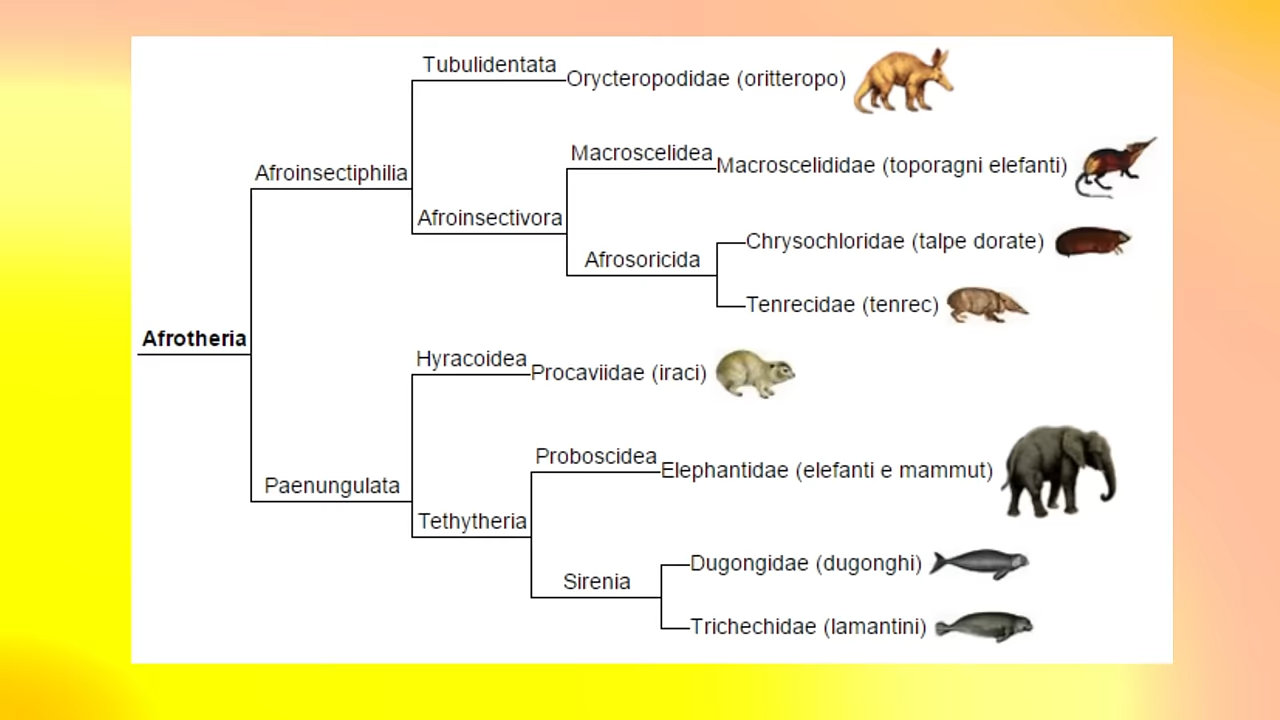 Tubulidentata
Orycteropodidae (oritteropo)
Macroscelidea
Macroscelididae (toporagni elefanti)
Afroinsectiphilia
Afroinsectivora
Chrysochloridae (talpe dorate)
Afrosoricida
Tenrecidae (tenrec)
Afrotheria
Hyracoidea
Procaviidae (iraci)
Proboscidea
Elephantidae (elefanti e mammut)
Paenungulata
Tethytheria
Dugongidae (dugonghi)
Sirenia
Trichechidae (lamantini)